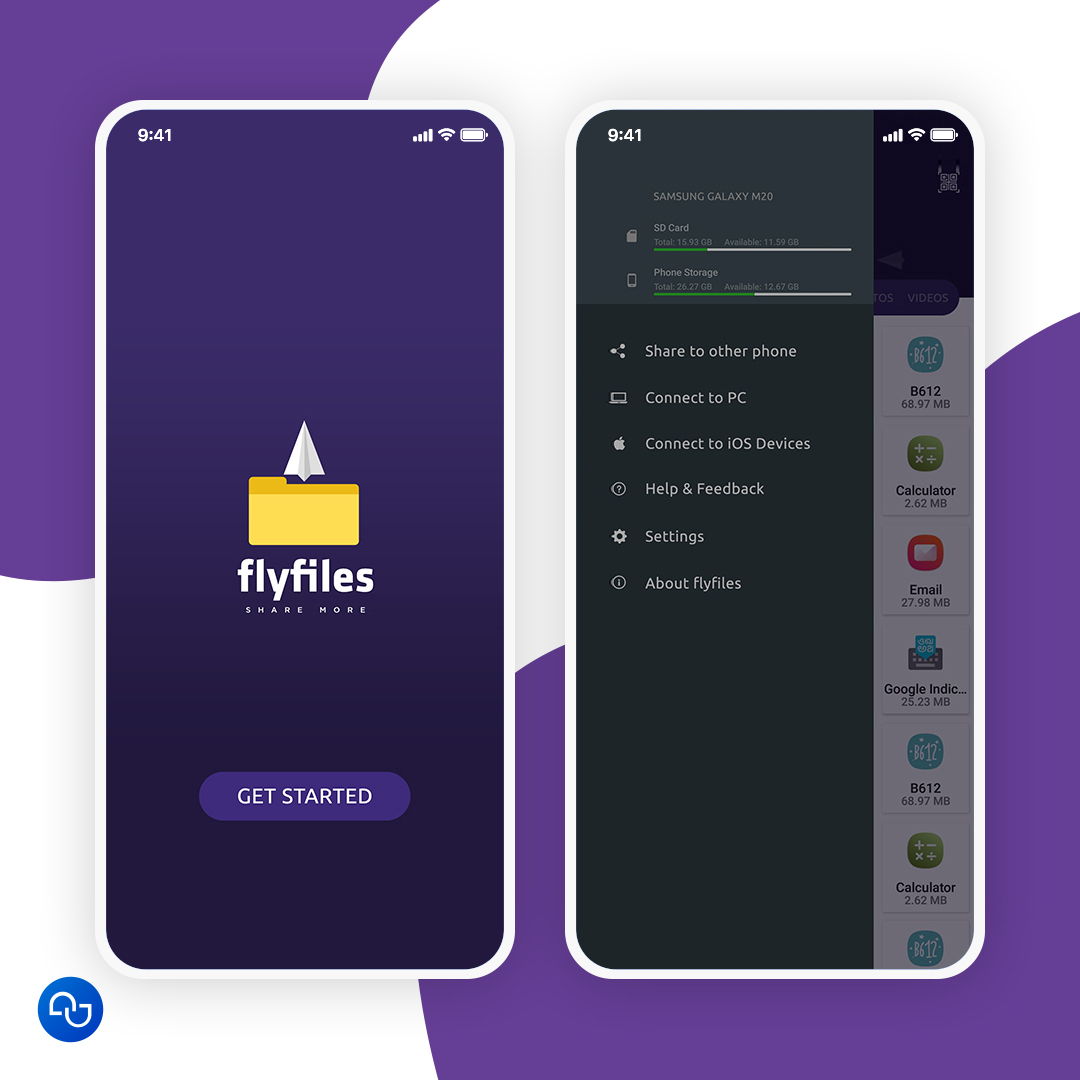 9:41
flyfiles
SHARE MORE
GET STARTED
9:41
SAMSUNG GALAXY M20
SD Card
Total: 15.93 GB Available: 11.59 GB
Phone Storage
Total: 26.27 GB Available: 12.67 GB
Share to other phone
Connect to PC
Connect to iOS Devices
Help & Feedback
Settings
About flyfiles
TOS VIDEOS
B612
B612
68.97 MB
Calculator
2.62 MB
Email
27.98 MB
Google Indic...
25.23 MB
B612
B612
68.97 MB
Calculator
2.62 MB
B612